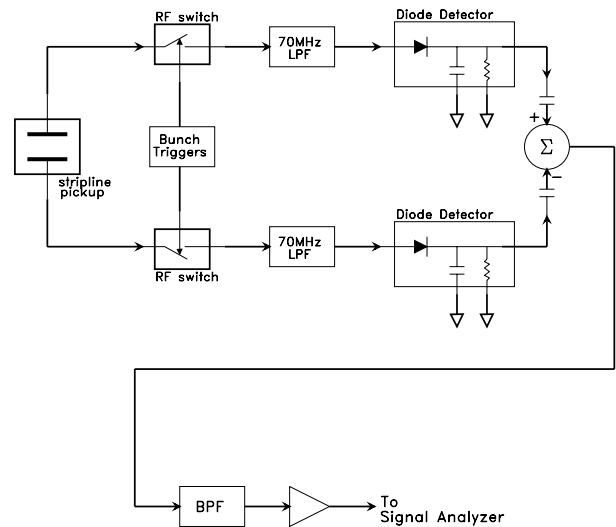 RF switch
70MHz
LPF
Diode Detector
+
Bunch
Triggers
Σ
−
stripline
pickup
Diode Detector
70MHz
LPF
RF switch
BPF
To
Signal Analyzer